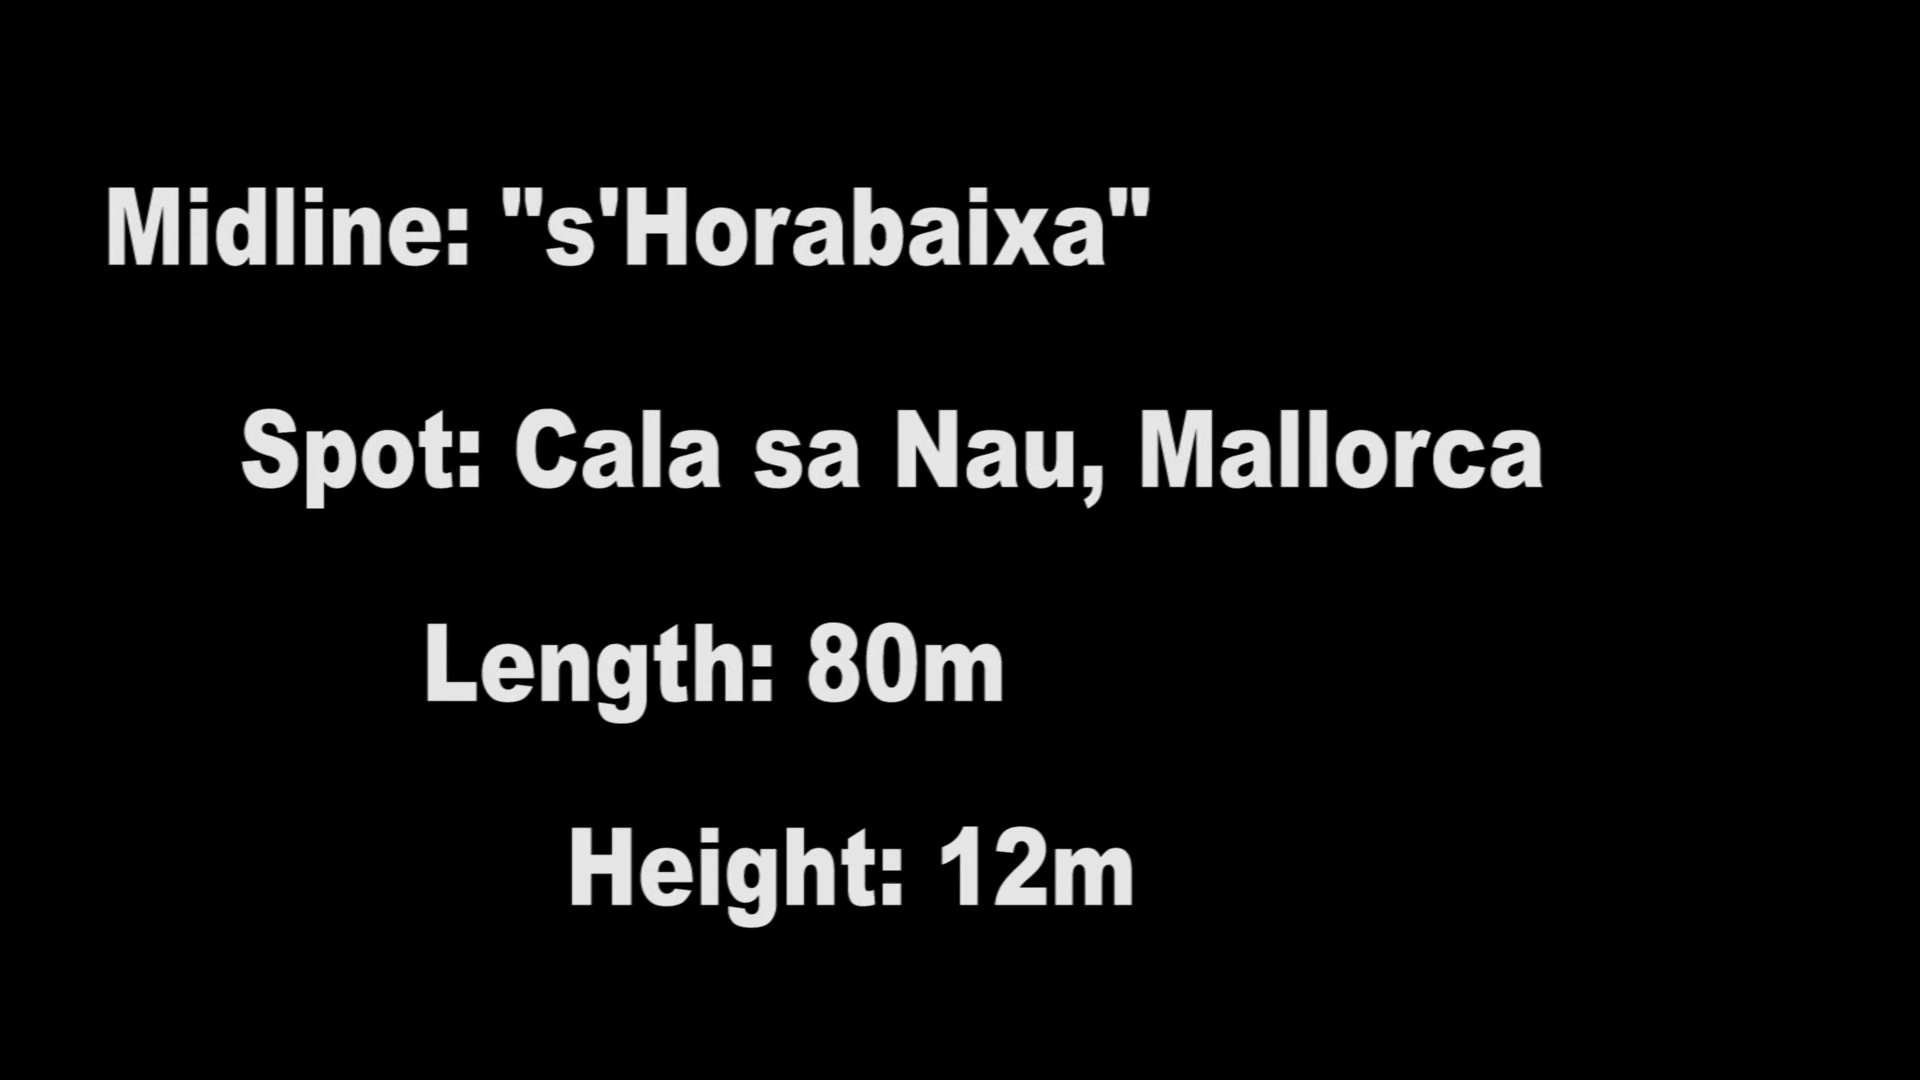 Midline: "s'Horabaixa"
Spot: Cala sa Nau, Mallorca
Length: 80m
Height: 12m